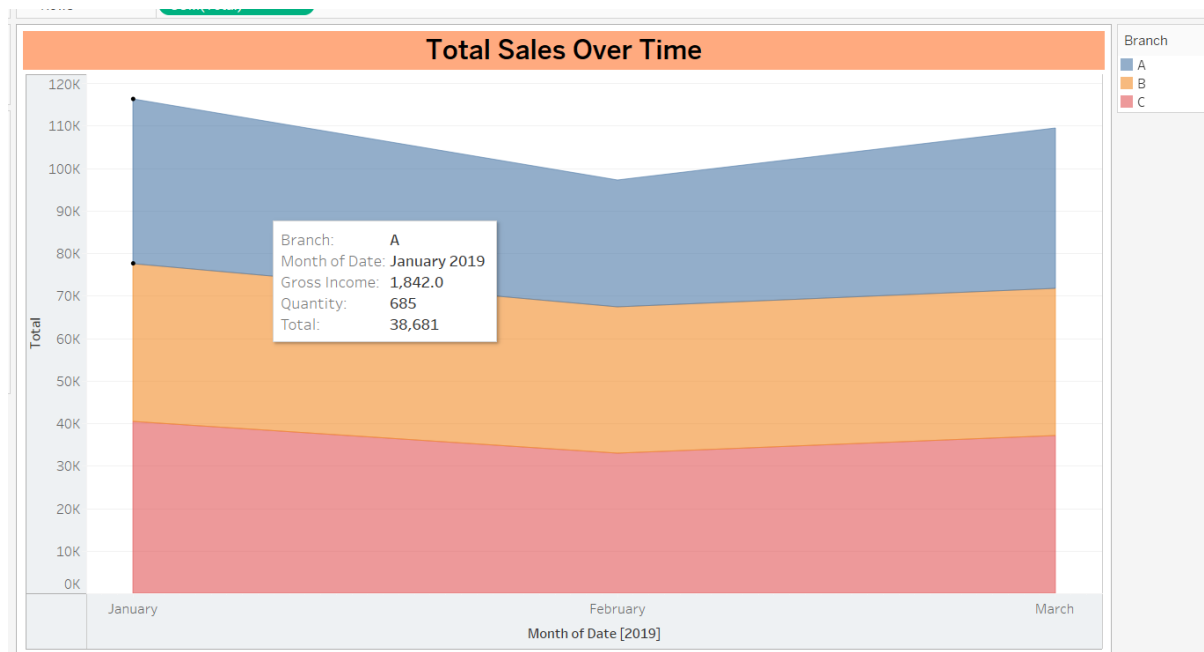 Total Sales Over Time
Branch
A
B
C
120K
110K
100K
90K
80K
70K
60K
50K
40K
30K
20K
10K
0K
Total
Branch: A
Month of Date: January 2019
Gross Income: 1,842.0
Quantity: 685
Total: 38,681
January February March
Month of Date [2019]